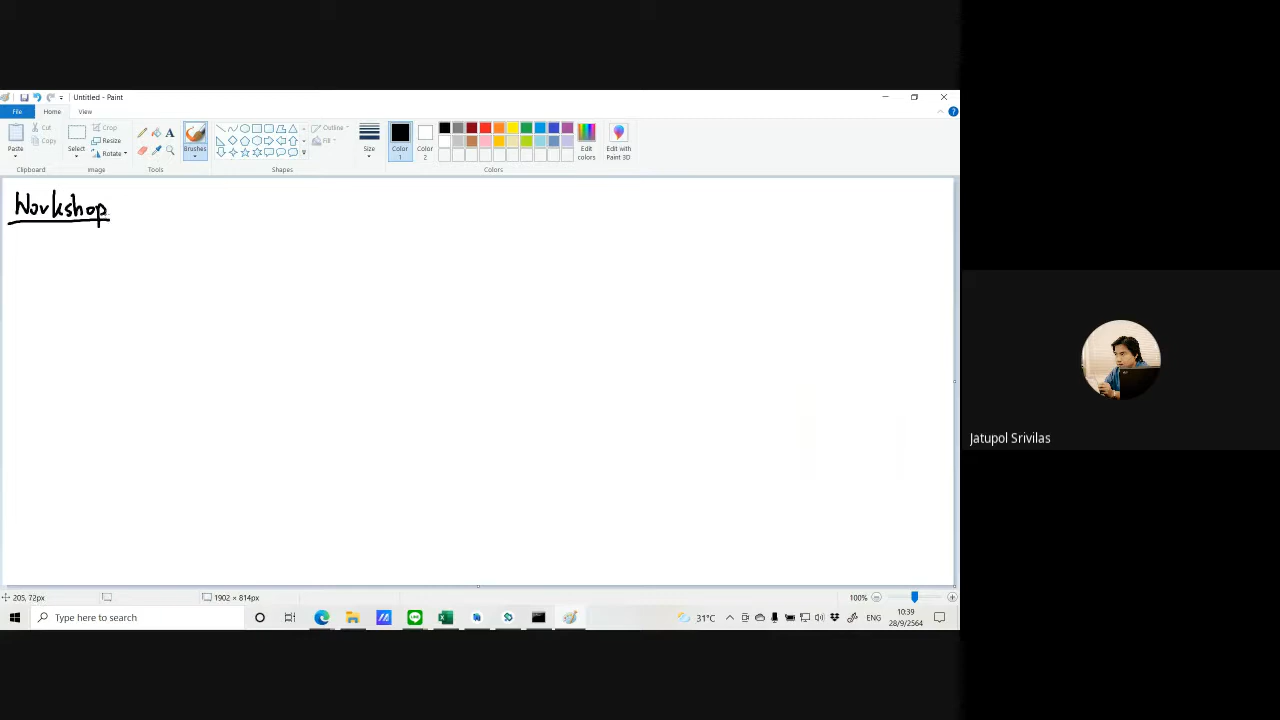 Untitled - Paint
File Home View
Paste
Cut
Copy
Clipboard
Select
Crop
Resize
Rotate
Image
Tools
Brushes
Outline
Fill
Shapes
Size
Color 1
Color 2
Edit colors
Edit with Paint 3D
Colors
Workshop
Jatupol Srivilas
205, 72px
1902 × 814px
100%
Type here to search
31°C
ENG
10:39
28/9/2564